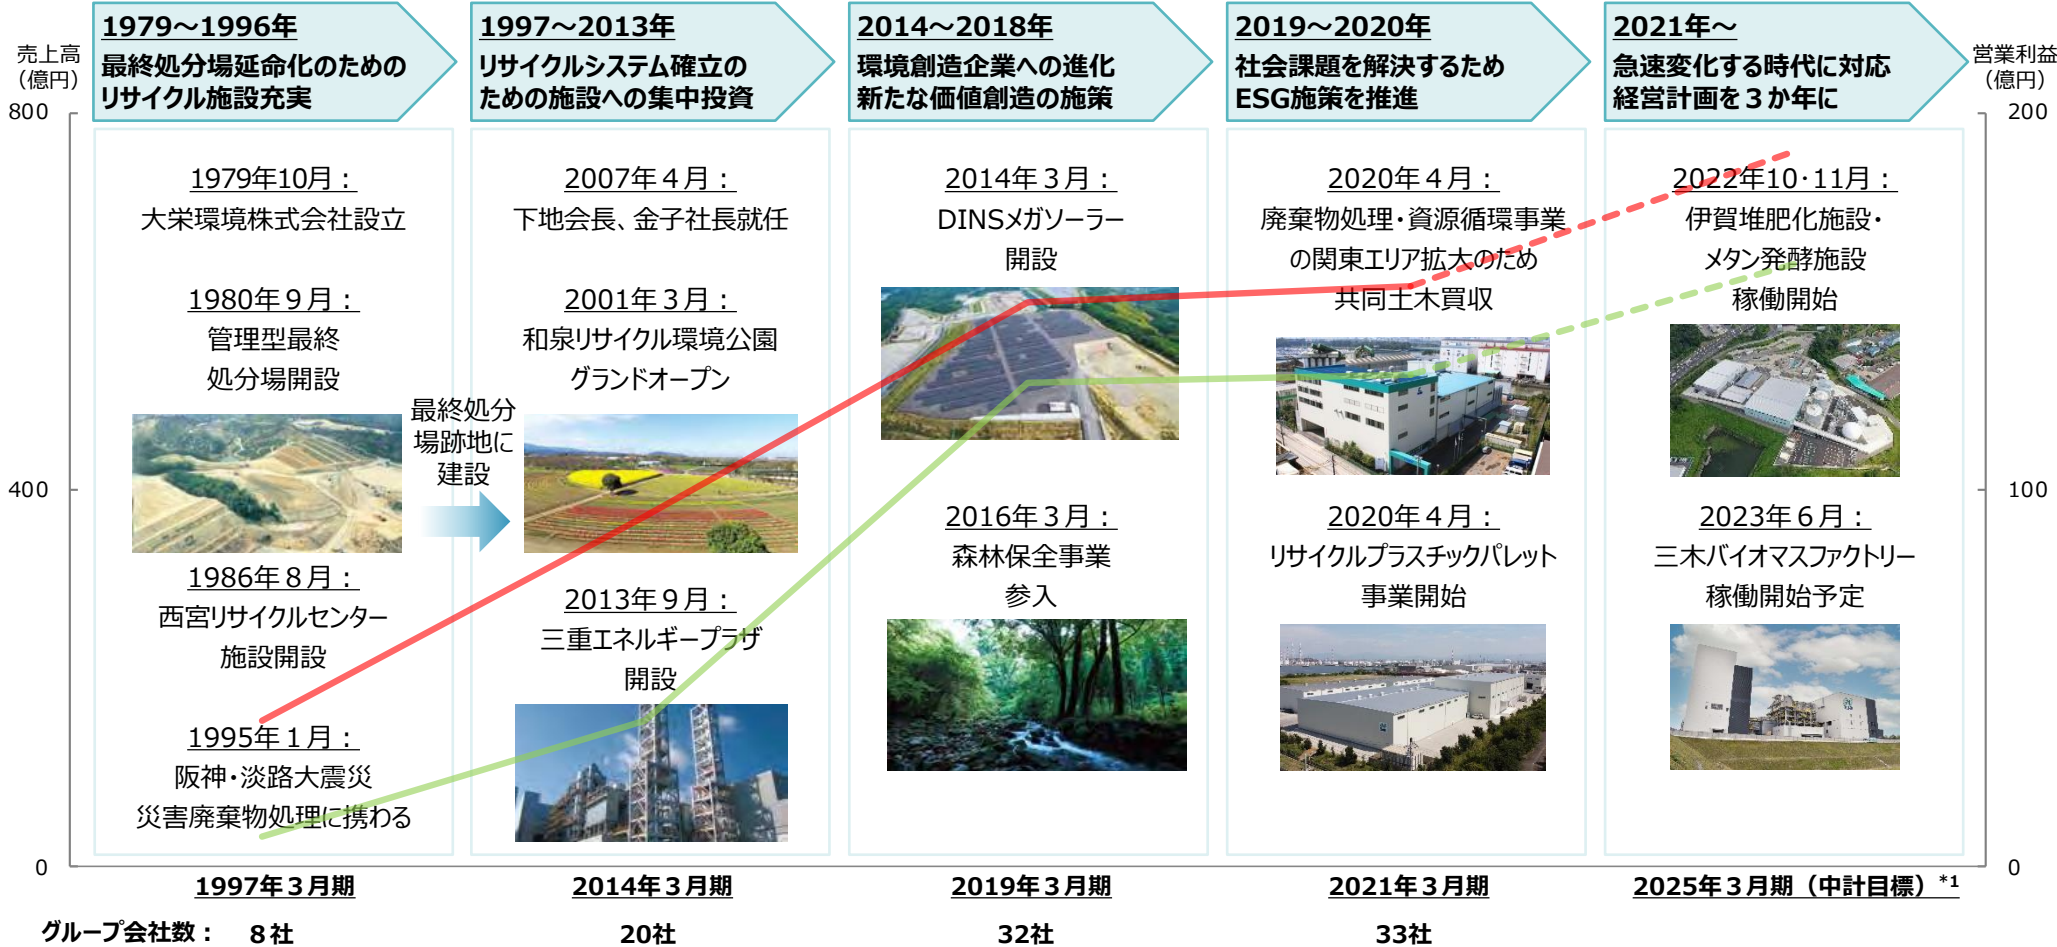 1979～1996年
最終処分場延命化のための
リサイクル施設充実
1997～2013年
リサイクルシステム確立の
ための施設への集中投資
2014～2018年
環境創造企業への進化
新たな価値創造の施策
2019～2020年
社会課題を解決するため
ESG施策を推進
2021年～
急速変化する時代に対応
経営計画を３か年に
売上高
（億円）
800
400
0
営業利益
（億円）
200
100
0
1979年10月：
大栄環境株式会社設立
1980年９月：
管理型最終
処分場開設
1986年８月：
西宮リサイクルセンター
施設開設
1995年１月：
阪神・淡路大震災
災害廃棄物処理に携わる
最終処分
場跡地に
建設
2007年４月：
下地会長、金子社長就任
2001年３月：
和泉リサイクル環境公園
グランドオープン
2013年９月：
三重エネルギープラザ
開設
2014年３月：
DINSメガソーラー
開設
2016年３月：
森林保全事業
参入
2020年４月：
廃棄物処理・資源循環事業
の関東エリア拡大のため
共同土木買収
2020年４月：
リサイクルプラスチックパレット
事業開始
2022年10・11月：
伊賀堆肥化施設・
メタン発酵施設
稼働開始
2023年６月：
三木バイオマスファクトリー
稼働開始予定
1997年３月期
2014年３月期
2019年３月期
2021年３月期
2025年３月期（中計目標）*1
グループ会社数： ８社 20社 32社 33社